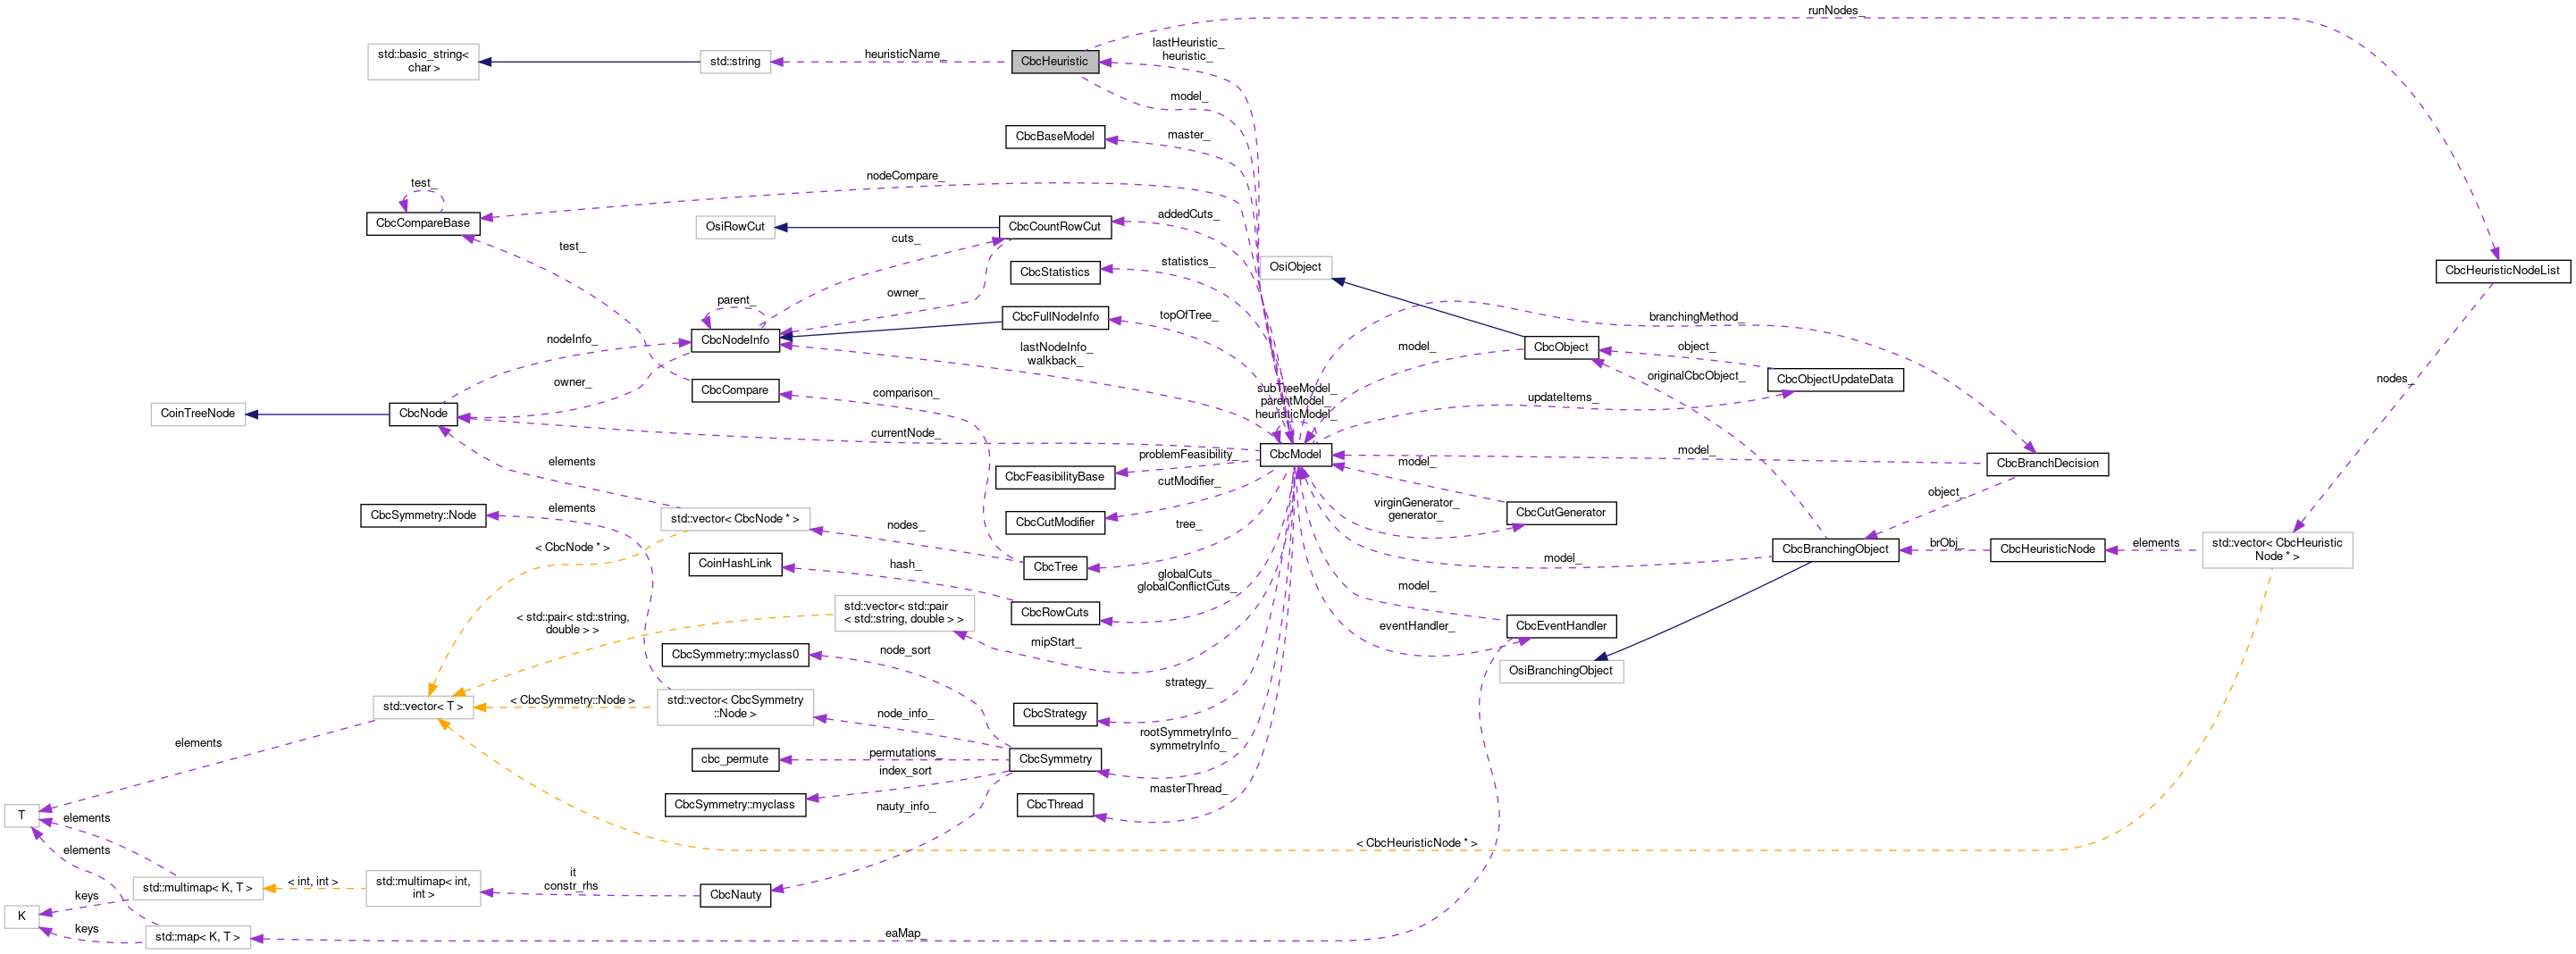 runNodes_
std::basic_string<
char >
std::string
heuristicName_
CbcHeuristic
lastHeuristic_
heuristic_
model_
CbcBaseModel
master_
test_
nodeCompare_
CbcCompareBase
OsiRowCut
CbcCountRowCut
addedCuts_
test_
cuts_
CbcStatistics
statistics_
OsiObject
CbcHeuristicNodeList
parent_
owner_
CbcFullNodeInfo
topOfTree_
branchingMethod_
nodeInfo_
CbcNodeInfo
lastNodeInfo_
walkback_
model_
CbcObject
object_
owner_
CbcCompare
comparison_
subTreeModel_
parentModel_
heuristicModel_
originalCbcObject_
CbcObjectUpdateData
nodes_
updateItems_
CoinTreeNode
CbcNode
currentNode_
CbcModel
problemFeasibility_
model_
model_
CbcBranchDecision
elements
CbcFeasibilityBase
cutModifier_
object_
CbcSymmetry::Node
elements
std::vector< CbcNode * >
nodes_
CbcCutModifier
tree_
virginGenerator_
generator_
CbcCutGenerator
< CbcNode * >
CoinHashLink
hash_
CbcTree
globalCuts_
globalConflictCuts_
model_
CbcBranchingObject
brObj_
CbcHeuristicNode
elements
std::vector< CbcHeuristic
Node * >
model_
< std::pair< std::string,
double > >
std::vector< std::pair
< std::string, double > >
CbcRowCuts
mipStart_
eventHandler_
CbcEventHandler
CbcSymmetry::myclass0
node_sort
OsiBranchingObject
strategy_
std::vector< T >
< CbcSymmetry::Node >
std::vector< CbcSymmetry
::Node >
node_info_
CbcStrategy
elements
cbc_permute
permutations_
CbcSymmetry
rootSymmetryInfo_
symmetryInfo_
index_sort
masterThread_
CbcSymmetry::myclass
nauty_info_
CbcThread
T
elements
elements
< CbcHeuristicNode * >
std::multimap< K, T >
< int, int >
std::multimap< int,
int >
it
constr_rhs
CbcNauty
keys
K
keys
std::map< K, T >
eaMap_